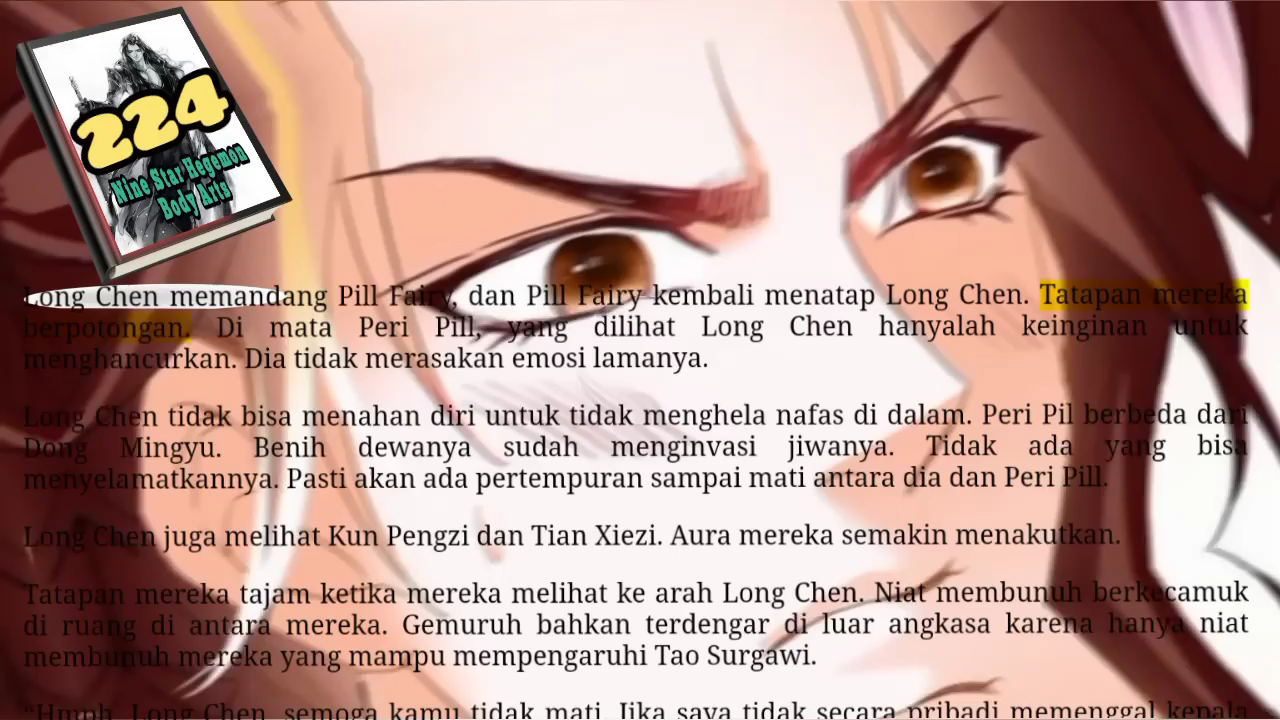 224
Nine Star Hegemon
Body Arts
Long Chen memandang Pill Fairy, dan Pill Fairy kembali menatap Long Chen. Tatapan mereka
berpotongan. Di mata Peri Pill, yang dilihat Long Chen hanyalah keinginan untuk
menghancurkan. Dia tidak merasakan emosi lamanya.
Long Chen tidak bisa menahan diri untuk tidak menghela nafas di dalam. Peri Pil berbeda dari
Dong Mingyu. Benih dewanya sudah menginvasi jiwanya. Tidak ada yang bisa
menyelamatkannya. Pasti akan ada pertempuran sampai mati antara dia dan Peri Pill.
Long Chen juga melihat Kun Pengzi dan Tian Xiezi. Aura mereka semakin menakutkan.
Tatapan mereka tajam ketika mereka melihat ke arah Long Chen. Niat membunuh berkecamuk
di ruang di antara mereka. Gemuruh bahkan terdengar di luar angkasa karena hanya niat
membunuh mereka yang mampu mempengaruhi Tao Surgawi.
“Hmph, Long Chen, semoga kamu tidak mati. Jika saya tidak secara pribadi memenggal kepala